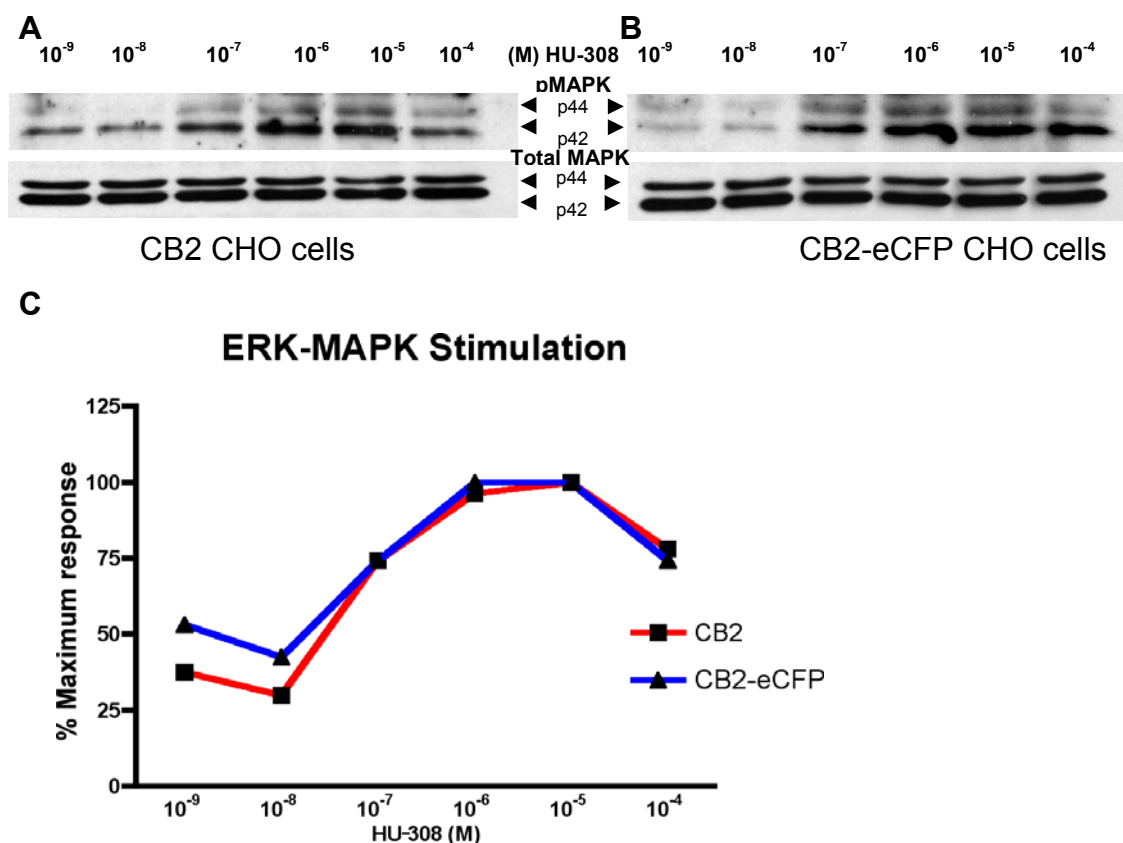 A
10⁻⁹ 10⁻⁸ 10⁻⁷ 10⁻⁶ 10⁻⁵ 10⁻⁴ (M) HU-308
B
10⁻⁹ 10⁻⁸ 10⁻⁷ 10⁻⁶ 10⁻⁵ 10⁻⁴
pMAPK
p44
p42
Total MAPK
p44
p42
CB2 CHO cells
CB2-eCFP CHO cells
C
ERK-MAPK Stimulation
% Maximum response
125
100
75
50
25
0
10⁻⁹ 10⁻⁸ 10⁻⁷ 10⁻⁶ 10⁻⁵ 10⁻⁴
HU-308 (M)
CB2
CB2-eCFP